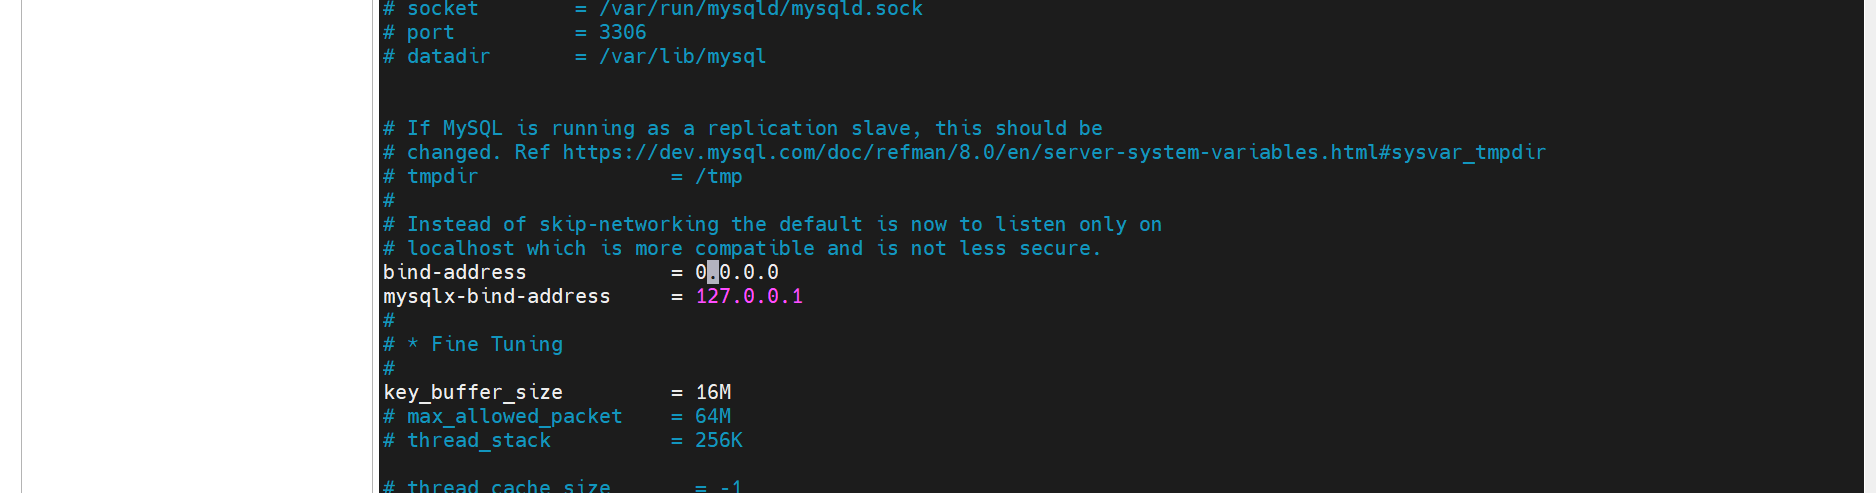 # socket        = /var/run/mysqld/mysqld.sock
# port          = 3306
# datadir       = /var/lib/mysql
# If MySQL is running as a replication slave, this should be
# changed. Ref https://dev.mysql.com/doc/refman/8.0/en/server-system-variables.html#sysvar_tmpdir
# tmpdir                = /tmp
#
# Instead of skip-networking the default is now to listen only on
# localhost which is more compatible and is not less secure.
bind-address            = 0.0.0.0
mysqlx-bind-address     = 127.0.0.1
#
# * Fine Tuning
#
key_buffer_size         = 16M
# max_allowed_packet    = 64M
# thread_stack          = 256K
# thread_cache_size       = -1